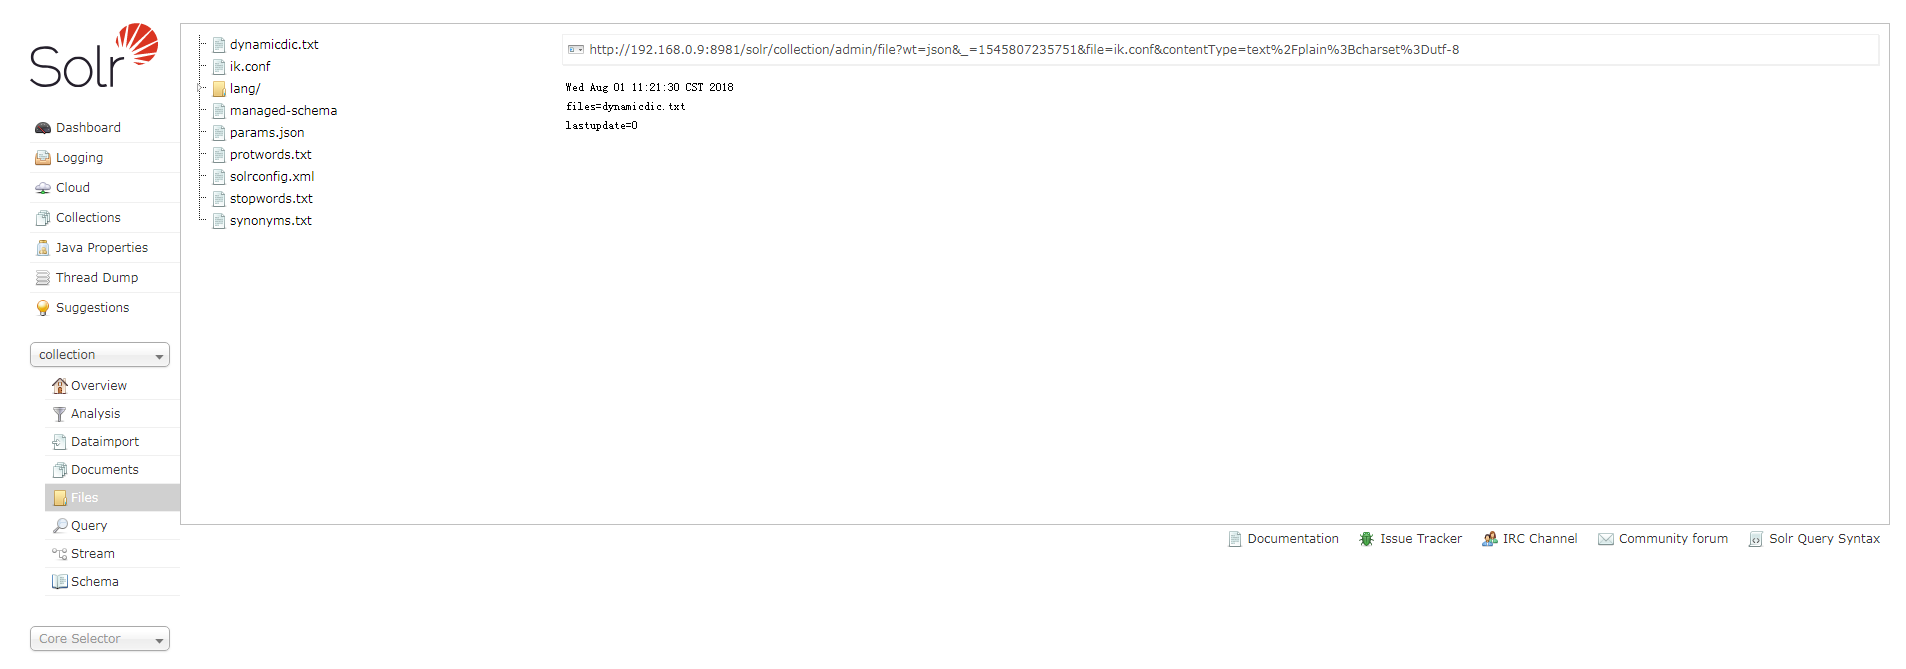 Solr
Dashboard
Logging
Cloud
Collections
Java Properties
Thread Dump
Suggestions
collection
Overview
Analysis
Dataimport
Documents
Files
Query
Stream
Schema
Core Selector
dynamicdic.txt
ik.conf
lang/
managed-schema
params.json
protwords.txt
solrconfig.xml
stopwords.txt
synonyms.txt
http://192.168.0.9:8981/solr/collection/admin/file?wt=json&_=1545807235751&file=ik.conf&contentType=text%2Fplain%3Bcharset%3Dutf-8
Wed Aug 01 11:21:30 CST 2018
files=dynamicdic.txt
lastupdate=0
Documentation Issue Tracker IRC Channel Community forum Solr Query Syntax